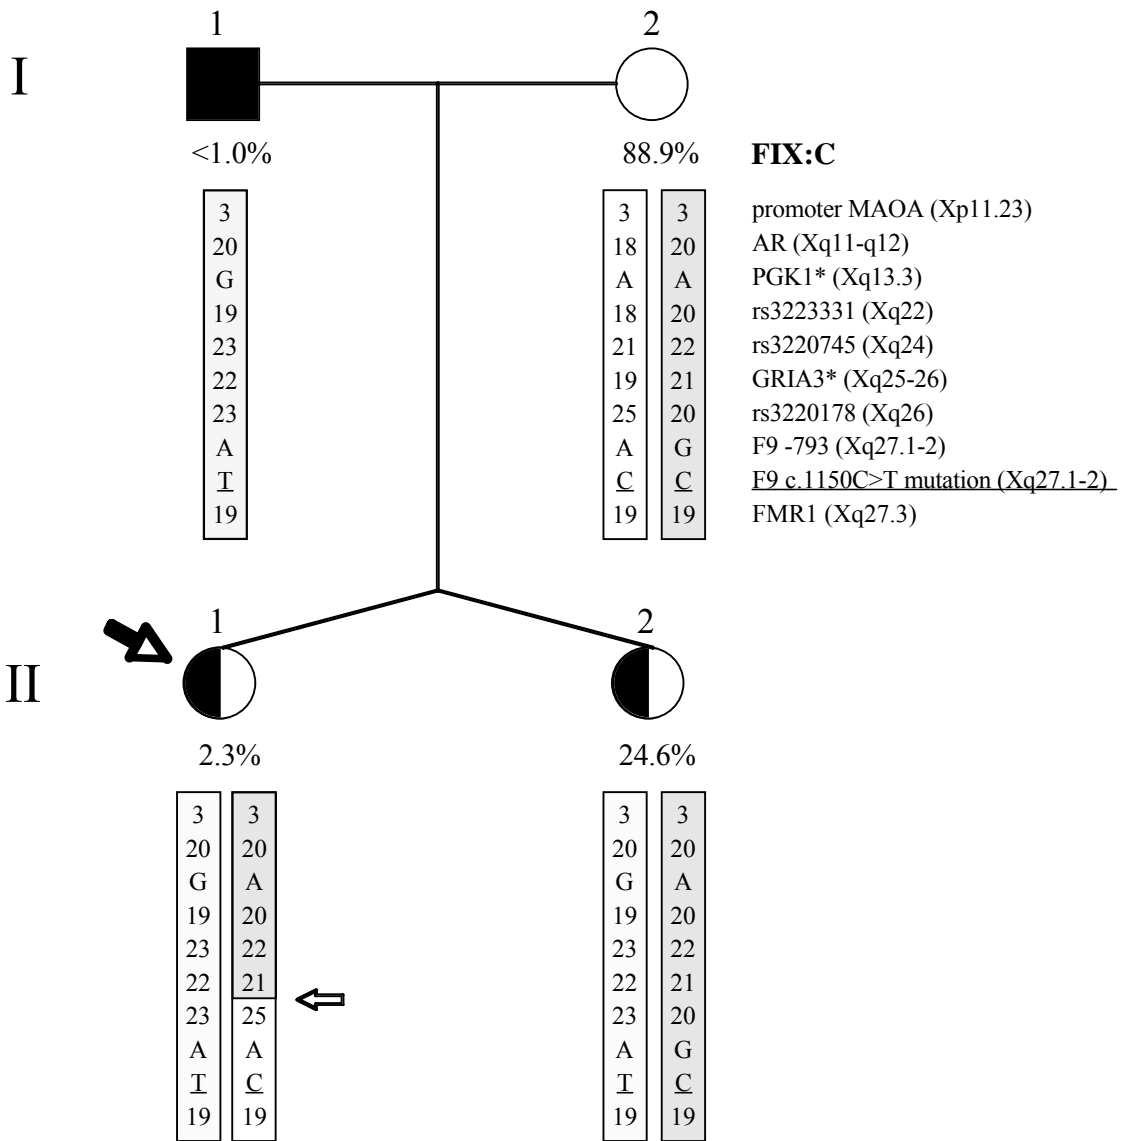 1 2
I
<1.0% 88.9% FIX:C
3 3 3 promoter MAOA (Xp11.23)
20 18 20 AR (Xq11-q12)
G A A PGK1* (Xq13.3)
19 18 20 rs3223331 (Xq22)
23 21 22 rs3220745 (Xq24)
22 19 21 GRIA3* (Xq25-26)
23 25 20 rs3220178 (Xq26)
A A G F9 -793 (Xq27.1-2)
T C C F9 c.1150C>T mutation (Xq27.1-2)
19 19 19 FMR1 (Xq27.3)
1 2
II
2.3% 24.6%
3 3 3 3
20 20 20 20
G A G A
19 20 19 20
23 22 23 22
22 21 22 21
23 25 23 20
A A A G
T C T C
19 19 19 19